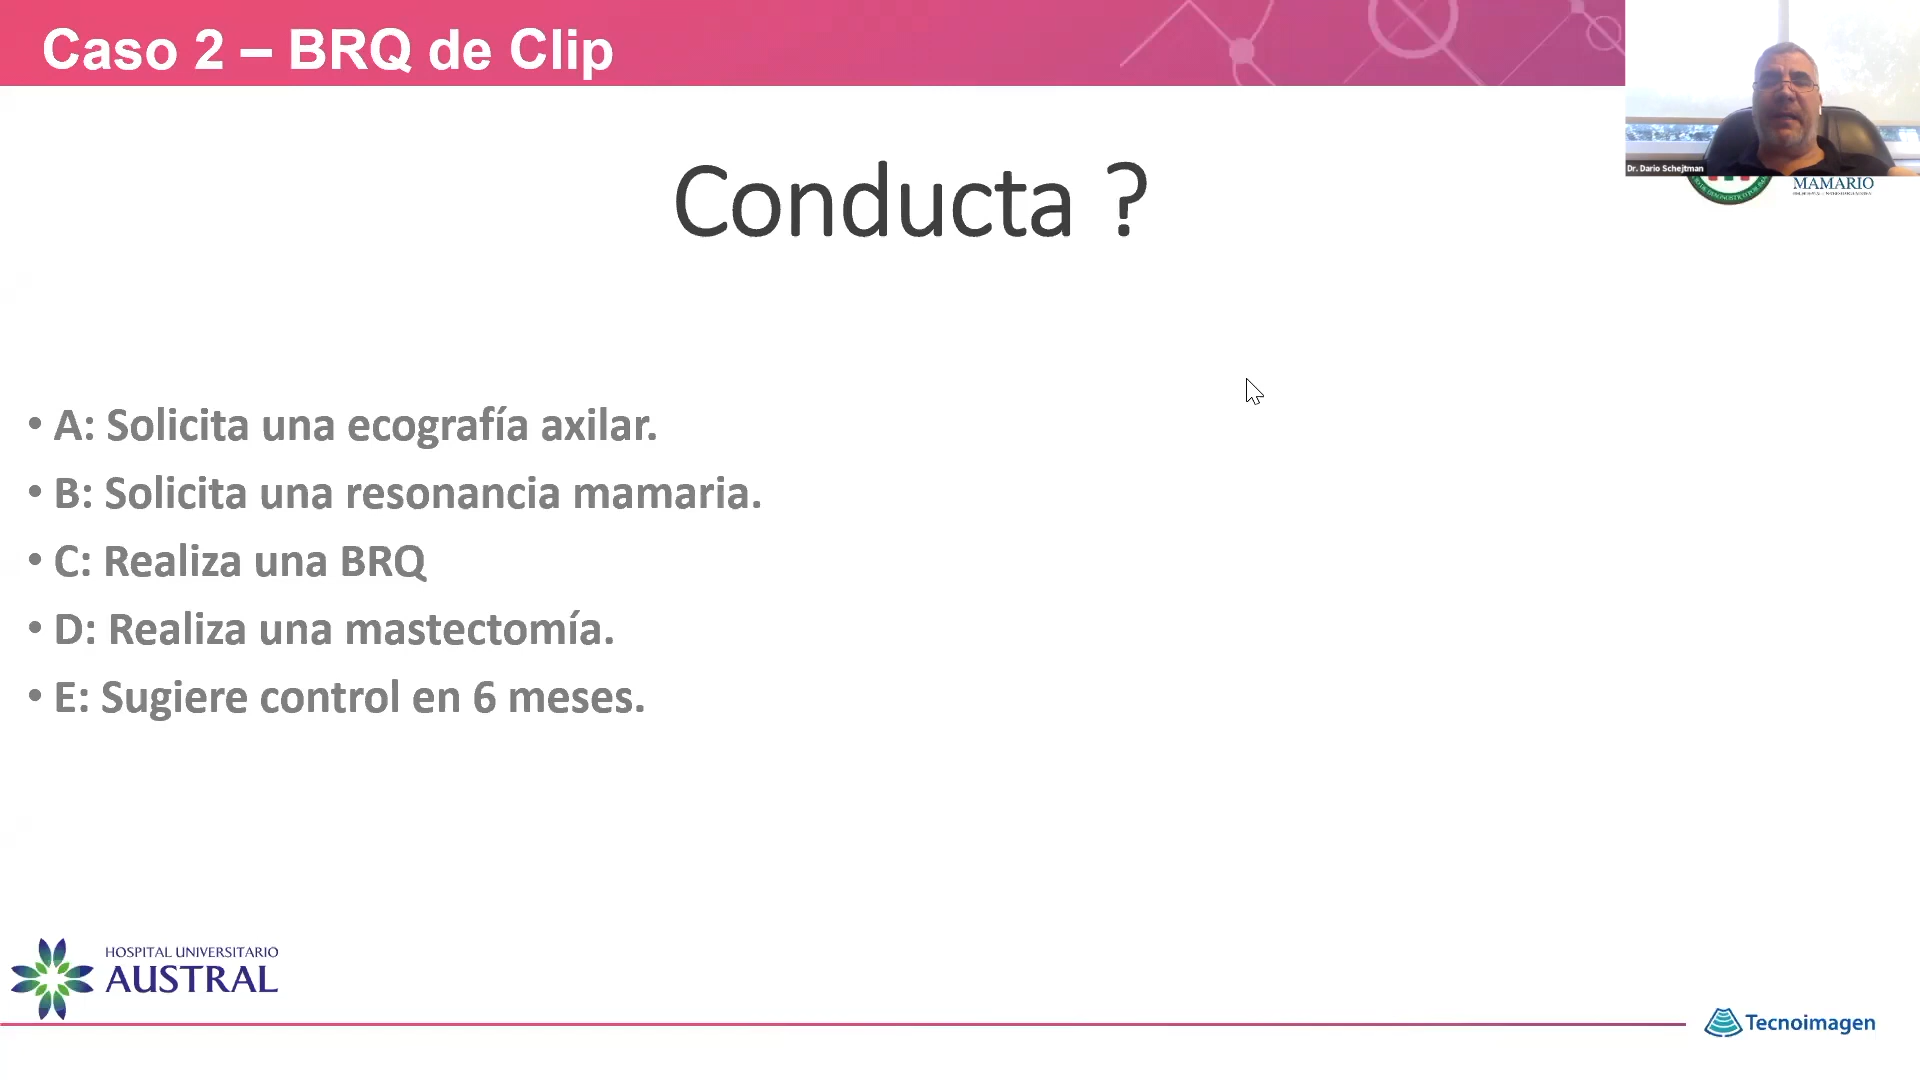 Caso 2 – BRQ de Clip
Dr. Dario Schejtman
MAMARIO
Conducta ?
• A: Solicita una ecografía axilar.
• B: Solicita una resonancia mamaria.
• C: Realiza una BRQ
• D: Realiza una mastectomía.
• E: Sugiere control en 6 meses.
HOSPITAL UNIVERSITARIO
AUSTRAL
Tecnoimagen